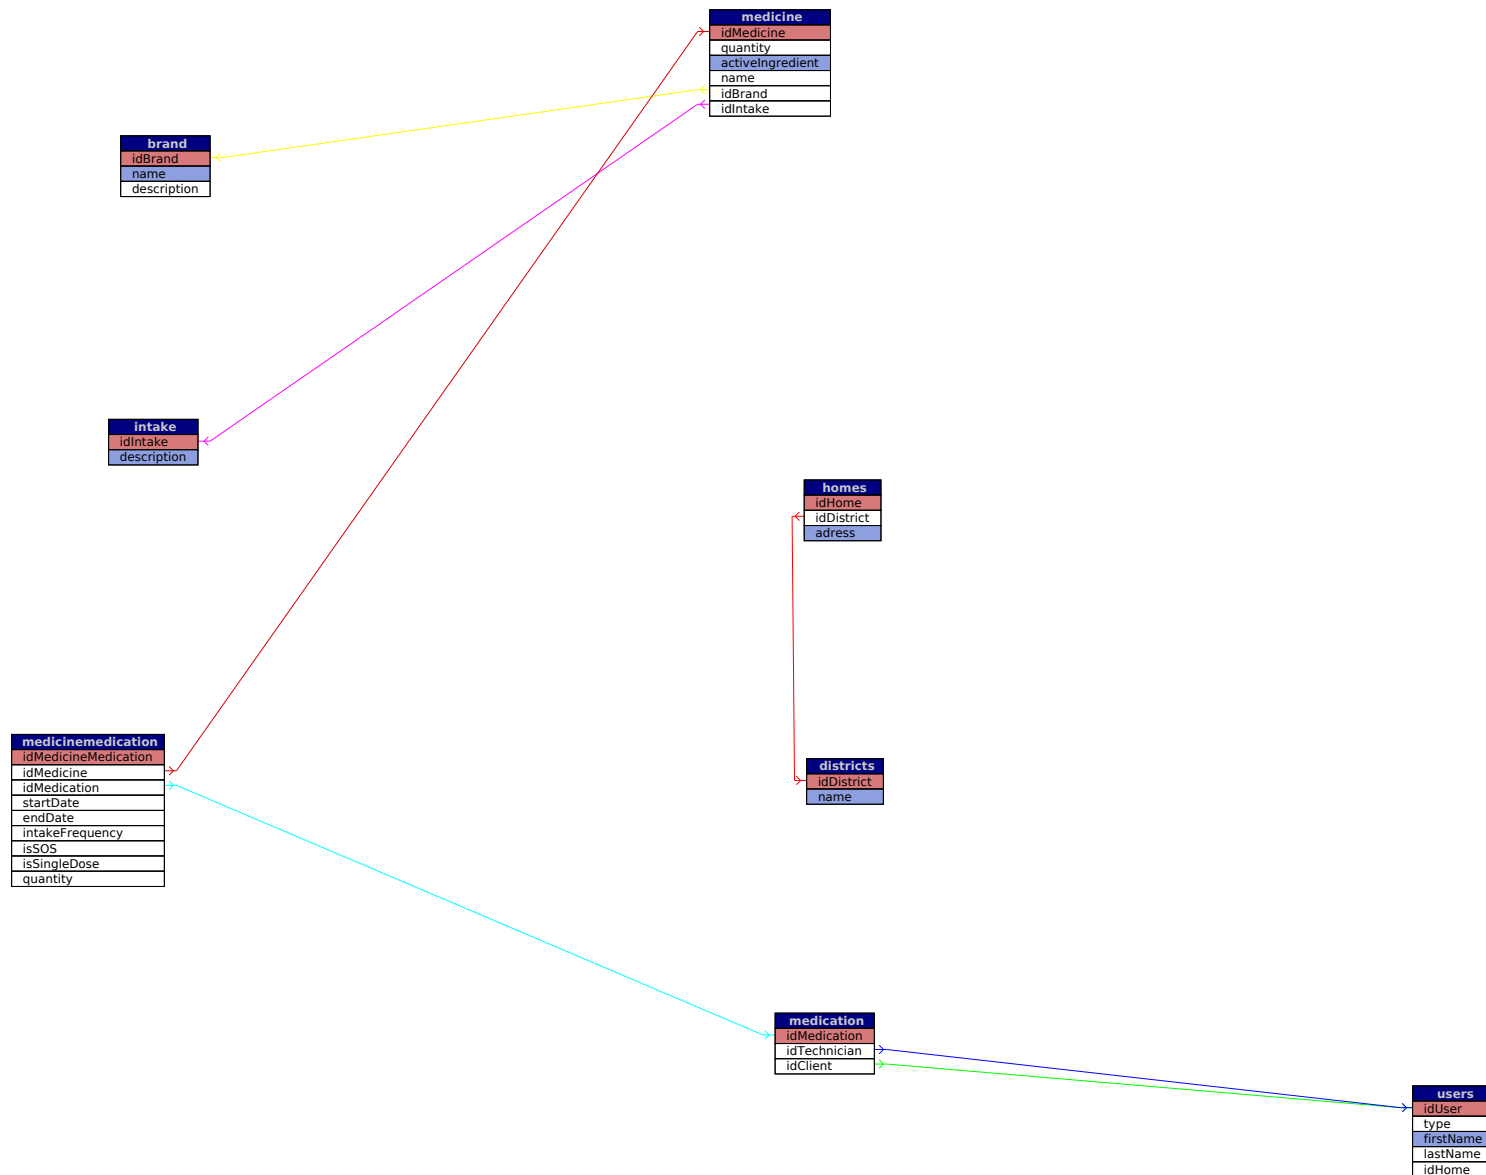 medicine
idMedicine
quantity
activeIngredient
name
idBrand
idIntake
brand
idBrand
name
description
intake
idIntake
description
homes
idHome
idDistrict
adress
medicinemedication
idMedicineMedication
idMedicine
idMedication
startDate
endDate
intakeFrequency
isSOS
isSingleDose
quantity
districts
idDistrict
name
medication
idMedication
idTechnician
idClient
users
idUser
type
firstName
lastName
idHome